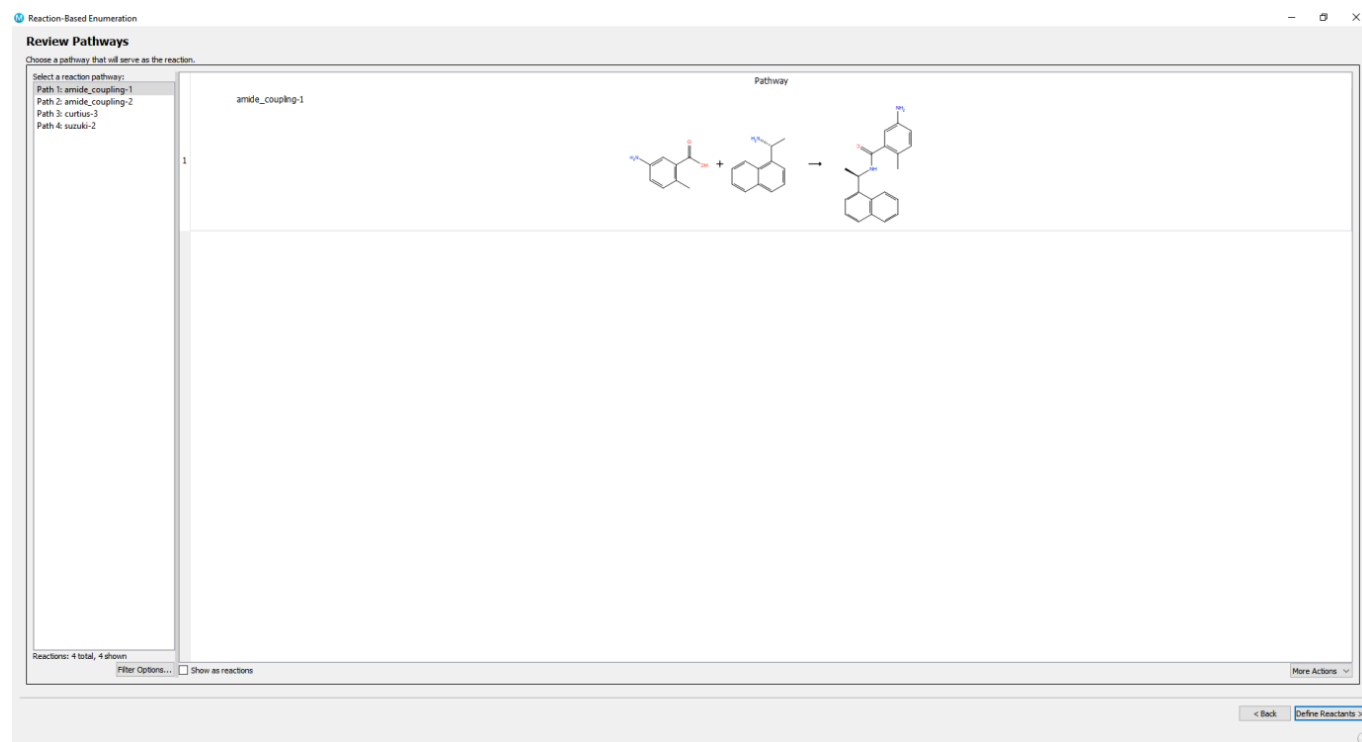 Reaction-Based Enumeration
Review Pathways
Choose a pathway that will serve as the reaction.
Select a reaction pathway:
Path 1: amide_coupling-1
Path 2: amide_coupling-2
Path 3: curtius-3
Path 4: suzuki-2
Pathway
amide_coupling-1
1
H₂N
O
OH
+
H₂N
→
NH₂
O
NH
Reactions: 4 total, 4 shown
Filter Options...
Show as reactions
More Actions
< Back
Define Reactants >